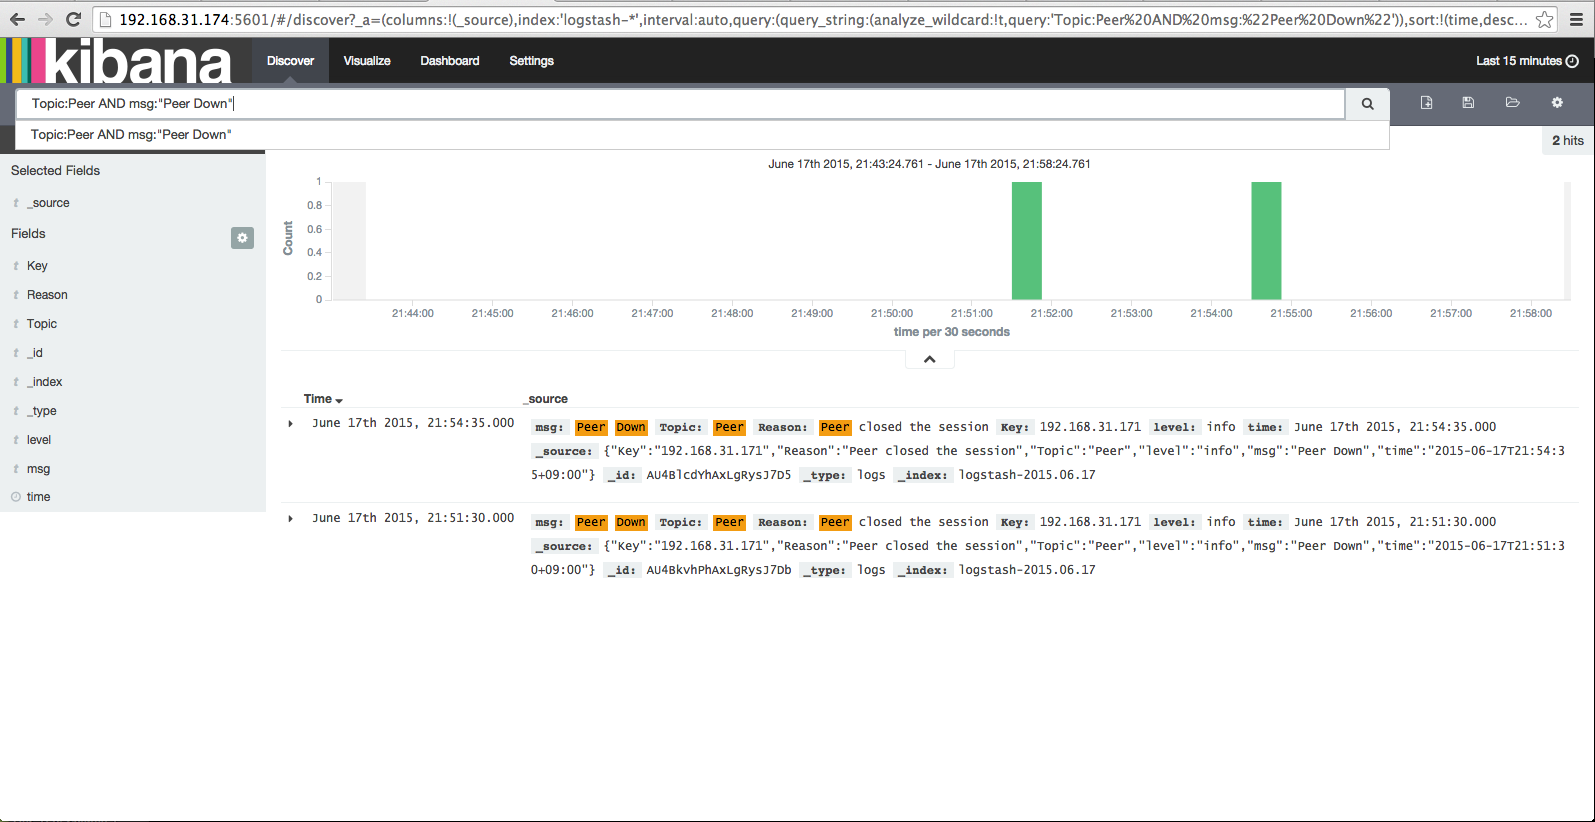 192.168.31.174:5601/#/discover?_a=(columns:!(_source),index:'logstash-*',interval:auto,query:(query_string:(analyze_wildcard:!t,query:'Topic:Peer%20AND%20msg:%22Peer%20Down%22')),sort:!(time,desc...
kibana Discover Visualize Dashboard Settings Last 15 minutes
Topic:Peer AND msg:"Peer Down"
Topic:Peer AND msg:"Peer Down"
2 hits
Selected Fields
t _source
Fields
t Key
t Reason
t Topic
t _id
t _index
t _type
t level
t msg
time
June 17th 2015, 21:43:24.761 - June 17th 2015, 21:58:24.761
Count
1
0.8
0.6
0.4
0.2
0
21:44:00 21:45:00 21:46:00 21:47:00 21:48:00 21:49:00 21:50:00 21:51:00 21:52:00 21:53:00 21:54:00 21:55:00 21:56:00 21:57:00 21:58:00
time per 30 seconds
Time _source
June 17th 2015, 21:54:35.000 msg: Peer Down Topic: Peer Reason: Peer closed the session Key: 192.168.31.171 level: info time: June 17th 2015, 21:54:35.000
_source: {"Key":"192.168.31.171","Reason":"Peer closed the session","Topic":"Peer","level":"info","msg":"Peer Down","time":"2015-06-17T21:54:3
5+09:00"} _id: AU4BlcdYhAxLgRysJ7D5 _type: logs _index: logstash-2015.06.17
June 17th 2015, 21:51:30.000 msg: Peer Down Topic: Peer Reason: Peer closed the session Key: 192.168.31.171 level: info time: June 17th 2015, 21:51:30.000
_source: {"Key":"192.168.31.171","Reason":"Peer closed the session","Topic":"Peer","level":"info","msg":"Peer Down","time":"2015-06-17T21:51:3
0+09:00"} _id: AU4BkvhPhAxLgRysJ7Db _type: logs _index: logstash-2015.06.17